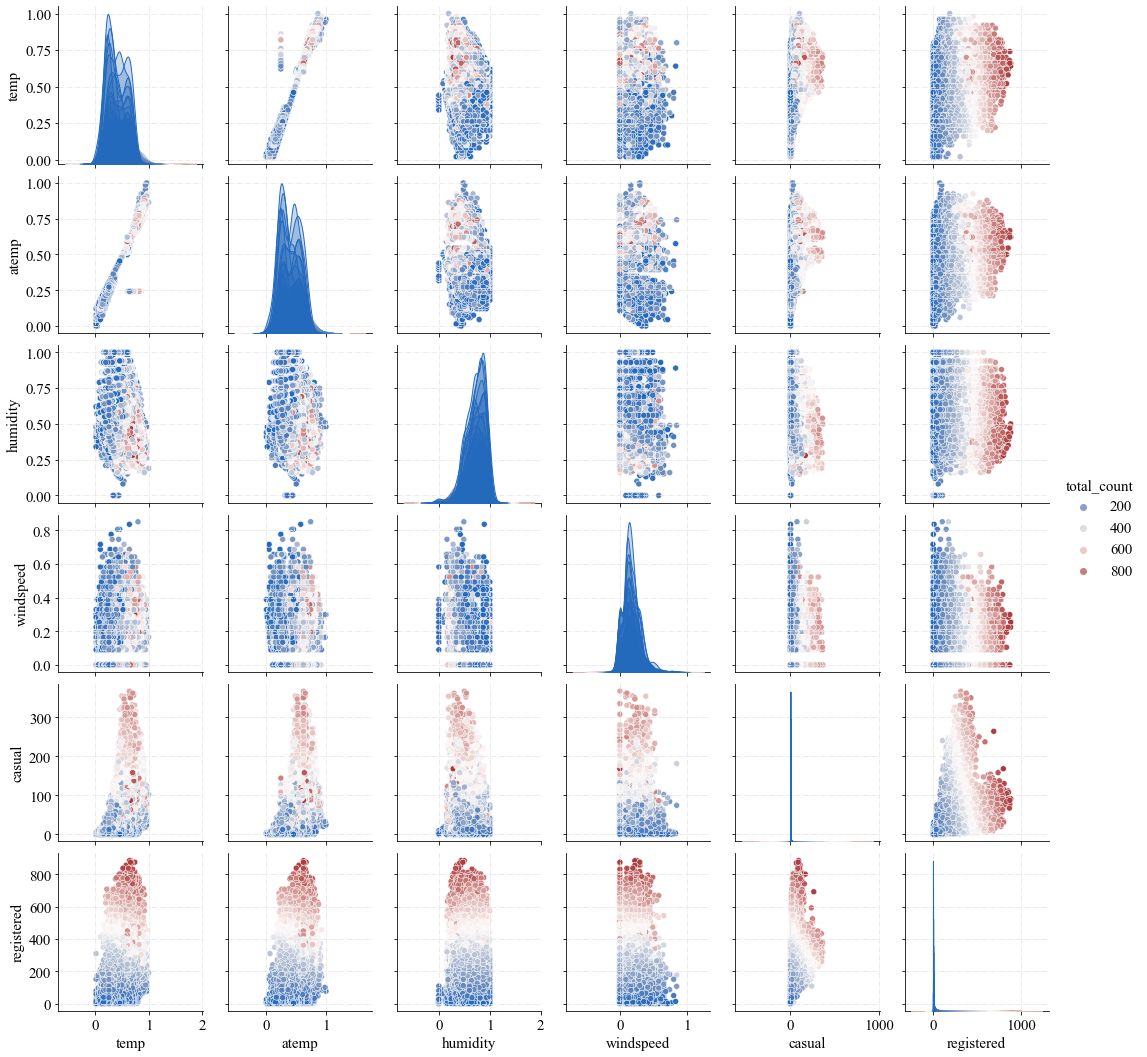 1.00
0.75
0.50
0.25
0.00
temp
1.00
0.75
0.50
0.25
0.00
atemp
1.00
0.75
0.50
0.25
0.00
humidity
total_count
200
400
600
800
0.8
0.6
0.4
0.2
0.0
windspeed
300
200
100
0
casual
800
600
400
200
0
registered
0 1 2
temp
0 1
atemp
0 1 2
humidity
0 1
windspeed
0 1000
casual
0 1000
registered